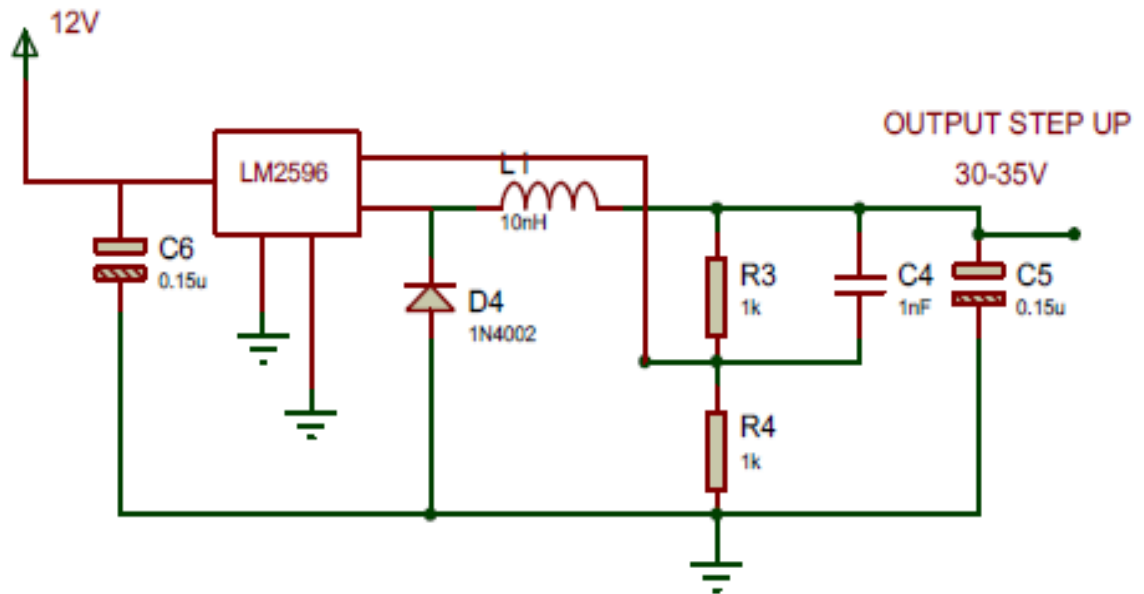 12V
OUTPUT STEP UP
30-35V
LM2596
L1
10nH
C6
0.15u
D4
1N4002
R3
1k
C4
1nF
C5
0.15u
R4
1k